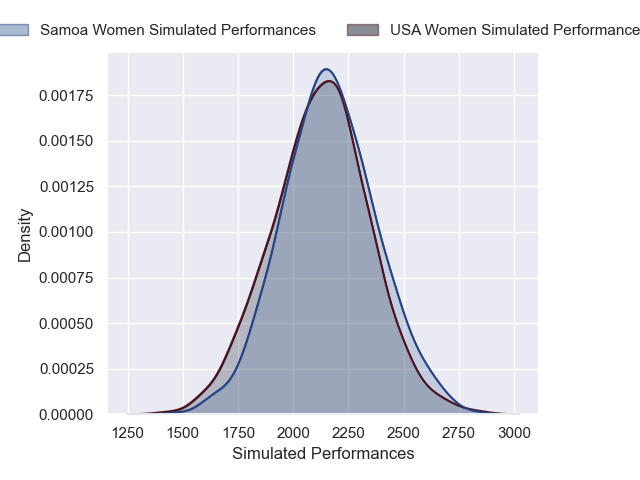 Samoa Women Simulated Performances
USA Women Simulated Performance
0.00175
0.00150
0.00125
0.00100
0.00075
0.00050
0.00025
0.00000
Density
1250 1500 1750 2000 2250 2500 2750 3000
Simulated Performances